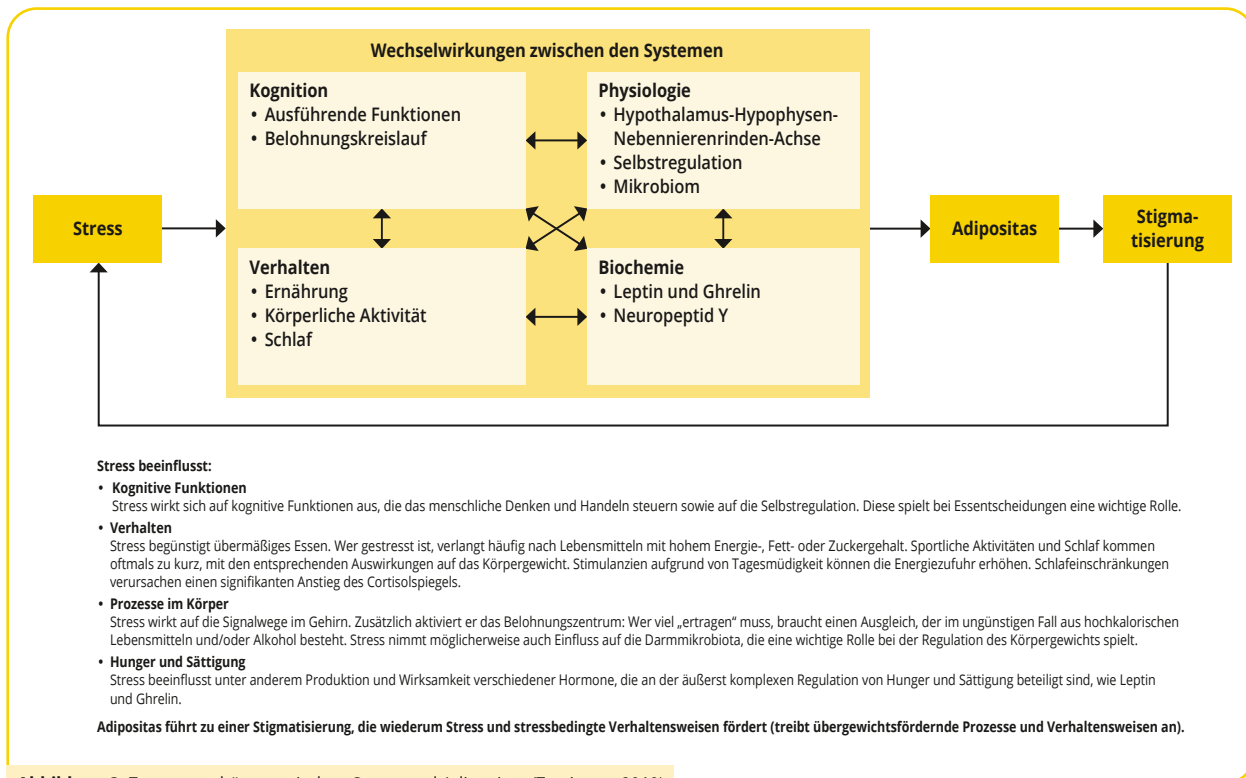 Wechselwirkungen zwischen den Systemen
Kognition
• Ausführende Funktionen
• Belohnungskreislauf
Physiologie
• Hypothalamus-Hypophysen-
Nebennierenrinden-Achse
• Selbstregulation
• Mikrobiom
Stress
Verhalten
• Ernährung
• Körperliche Aktivität
• Schlaf
Biochemie
• Leptin und Ghrelin
• Neuropeptid Y
Adipositas
Stigma-
tisierung
Stress beeinflusst:
• Kognitive Funktionen
Stress wirkt sich auf kognitive Funktionen aus, die das menschliche Denken und Handeln steuern sowie auf die Selbstregulation. Diese spielt bei Essentscheidungen eine wichtige Rolle.
• Verhalten
Stress begünstigt übermäßiges Essen. Wer gestresst ist, verlangt häufig nach Lebensmitteln mit hohem Energie-, Fett- oder Zuckergehalt. Sportliche Aktivitäten und Schlaf kommen
oftmals zu kurz, mit den entsprechenden Auswirkungen auf das Körpergewicht. Stimulanzien aufgrund von Tagesmüdigkeit können die Energiezufuhr erhöhen. Schlafeinschränkungen
verursachen einen signifikanten Anstieg des Cortisolspiegels.
• Prozesse im Körper
Stress wirkt auf die Signalwege im Gehirn. Zusätzlich aktiviert er das Belohnungszentrum: Wer viel „ertragen“ muss, braucht einen Ausgleich, der im ungünstigen Fall aus hochkalorischen
Lebensmitteln und/oder Alkohol besteht. Stress nimmt möglicherweise auch Einfluss auf die Darmmikrobiota, die eine wichtige Rolle bei der Regulation des Körpergewichts spielt.
• Hunger und Sättigung
Stress beeinflusst unter anderem Produktion und Wirksamkeit verschiedener Hormone, die an der äußerst komplexen Regulation von Hunger und Sättigung beteiligt sind, wie Leptin
und Ghrelin.
Adipositas führt zu einer Stigmatisierung, die wiederum Stress und stressbedingte Verhaltensweisen fördert (treibt übergewichtsfördernde Prozesse und Verhaltensweisen an).